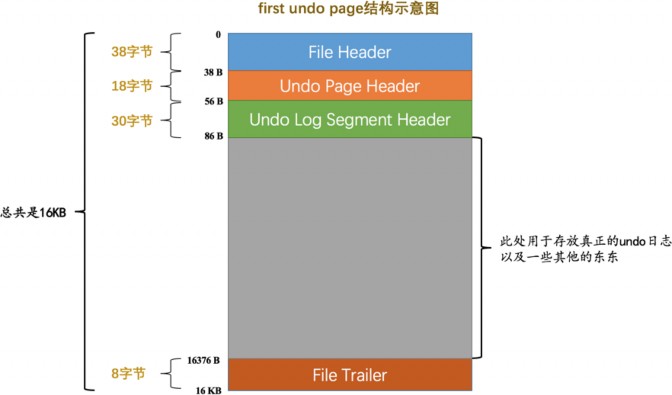 first undo page结构示意图
0
38字节
File Header
38 B
18字节
Undo Page Header
56 B
30字节
Undo Log Segment Header
86 B
总共是16KB
此处用于存放真正的undo日志
以及一些其他的东东
16376 B
8字节
File Trailer
16 KB